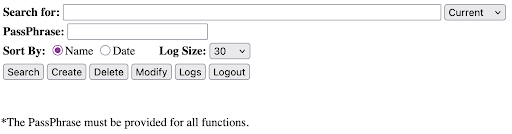 Search for: Current
PassPhrase:
Sort By: Name Date Log Size: 30
Search Create Delete Modify Logs Logout
*The PassPhrase must be provided for all functions.